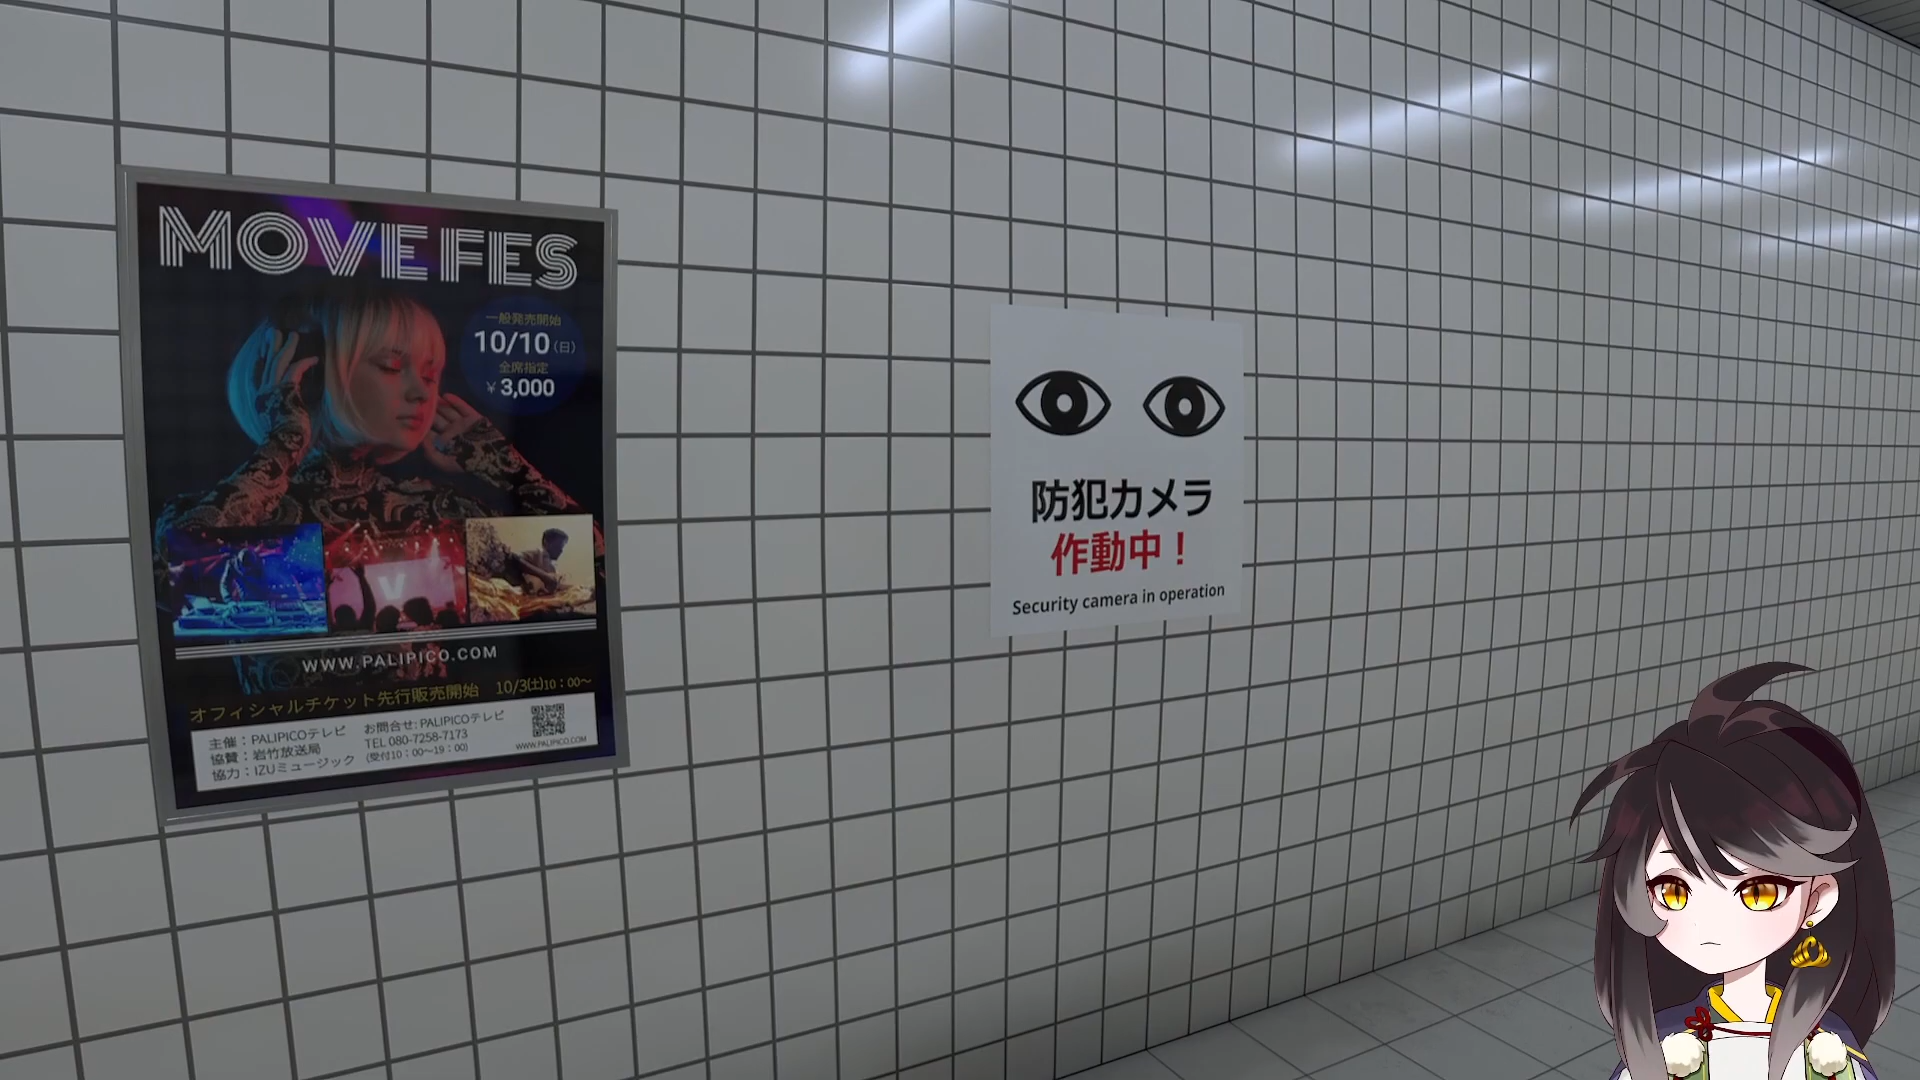 MOVE FES
一般発売開始
10/10(日)
全席指定
¥3,000
V
WWW.PALIPICO.COM
オフィシャルチケット先行販売開始 10/3(土)10:00~
主催:PALIPICOテレビ
協賛:岩竹放送局
協力:IZUミュージック
お問合せ:PALIPICOテレビ
TEL 080-7258-7173
(受付10:00~19:00)
WWW.PALIPICO.COM
防犯カメラ
作動中!
Security camera in operation